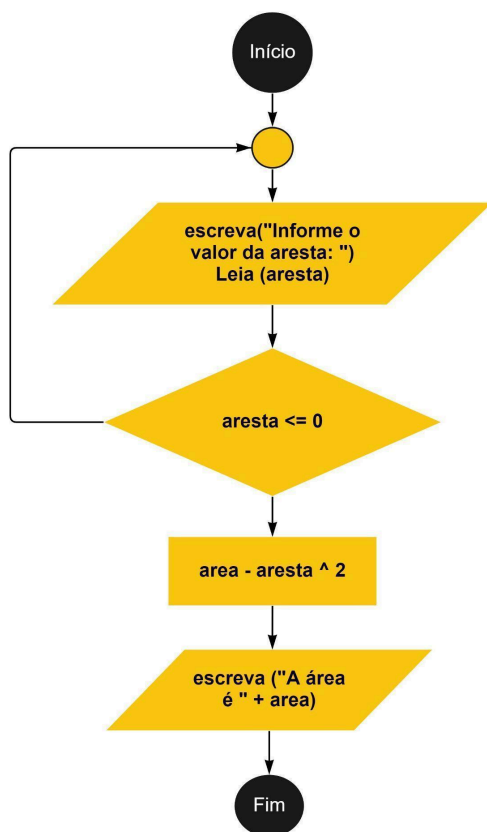 Início
escreva("Informe o
valor da aresta: ")
Leia (aresta)
aresta <= 0
area - aresta ^ 2
escreva ("A área
é " + area)
Fim